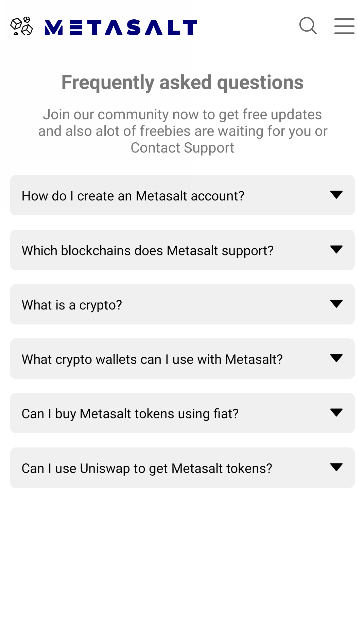 METASALT
Frequently asked questions
Join our community now to get free updates
and also alot of freebies are waiting for you or
Contact Support
How do I create an Metasalt account?
Which blockchains does Metasalt support?
What is a crypto?
What crypto wallets can I use with Metasalt?
Can I buy Metasalt tokens using fiat?
Can I use Uniswap to get Metasalt tokens?